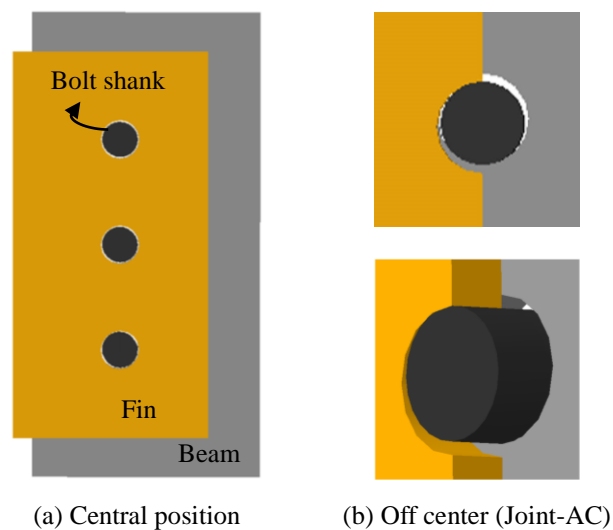 Bolt shank
Fin
Beam
(a) Central position
(b) Off center (Joint-AC)